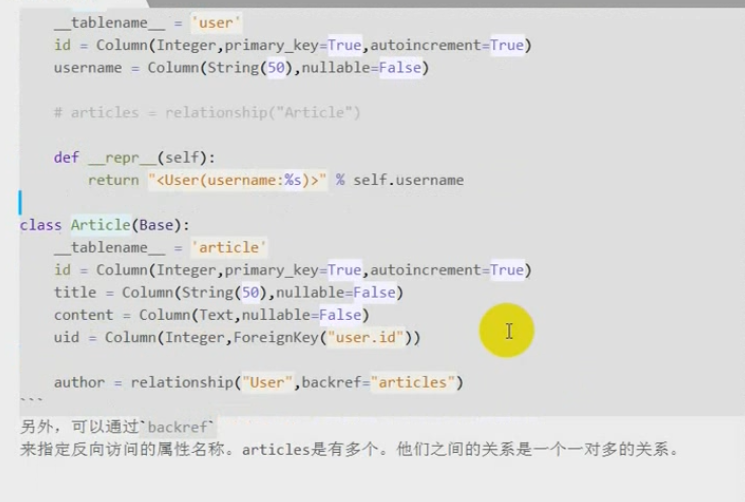 __tablename__ = 'user'
id = Column(Integer,primary_key=True,autoincrement=True)
username = Column(String(50),nullable=False)
# articles = relationship("Article")
def __repr__(self):
return "<User(username:%s)>" % self.username
class Article(Base):
__tablename__ = 'article'
id = Column(Integer,primary_key=True,autoincrement=True)
title = Column(String(50),nullable=False)
content = Column(Text,nullable=False)
uid = Column(Integer,ForeignKey("user.id"))
author = relationship("User",backref="articles")
```
另外，可以通过`backref`
来指定反向访问的属性名称。articles是有多个。他们之间的关系是一个一对多的关系。